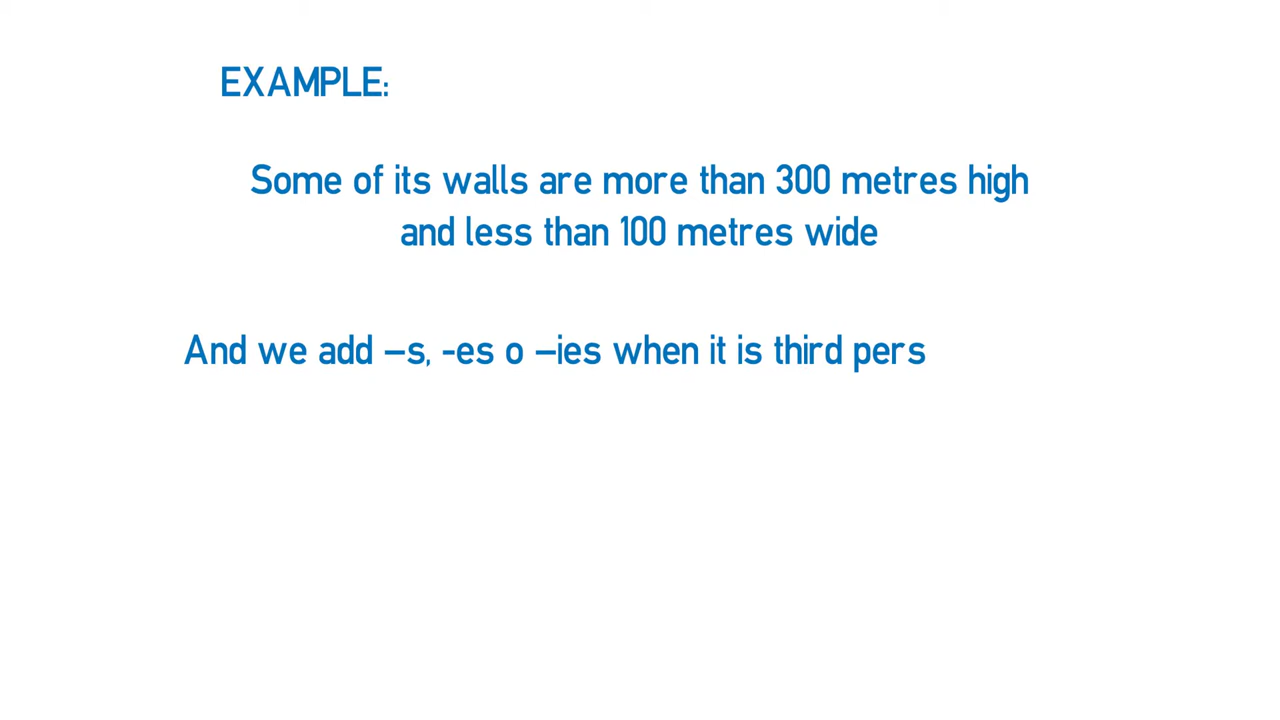 EXAMPLE:
Some of its walls are more than 300 metres high
and less than 100 metres wide
And we add –s, -es o –ies when it is third pers